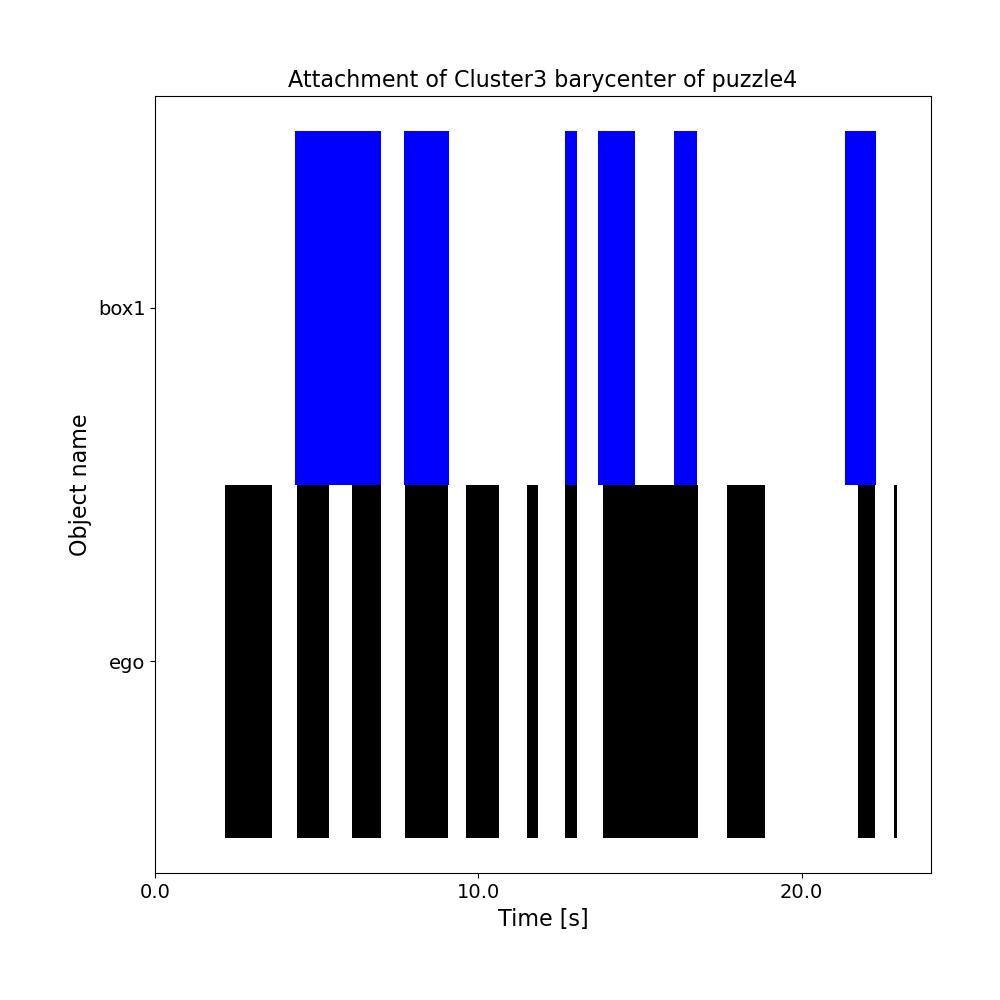 Attachment of Cluster3 barycenter of puzzle4
box1
ego
Object name
0.0
10.0
20.0
Time [s]